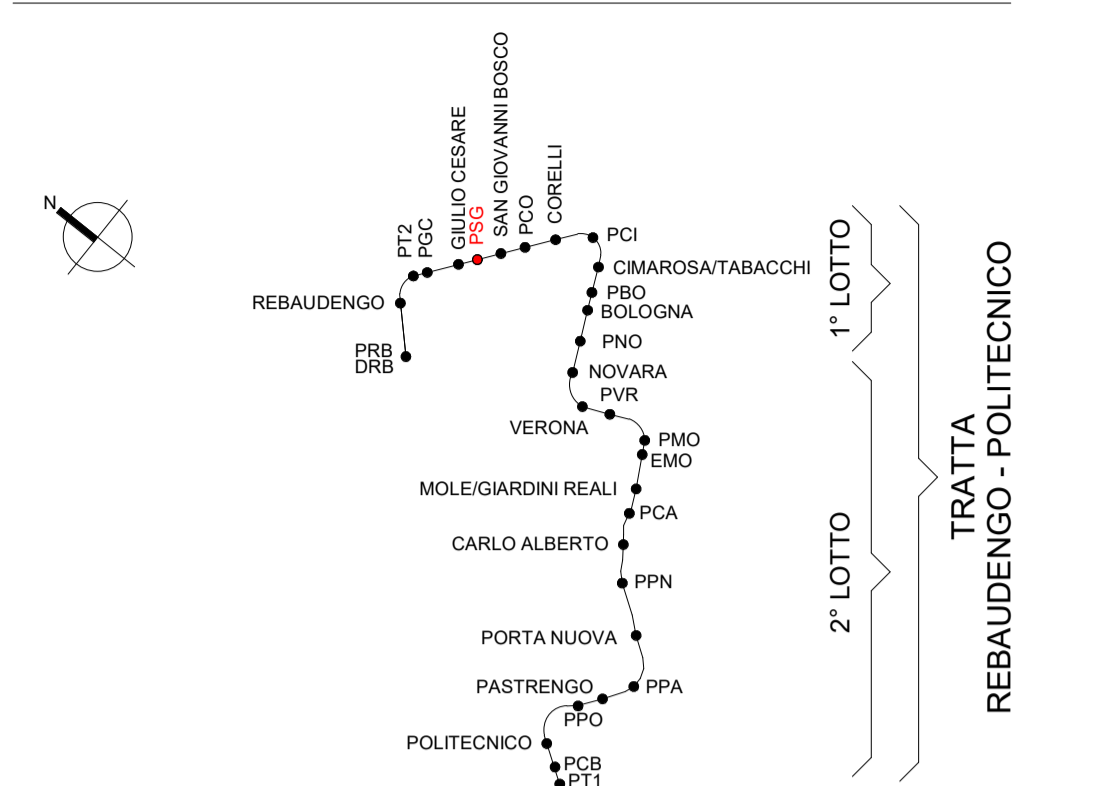 N
PT2
PGC
GIULIO CESARE
PSG
SAN GIOVANNI BOSCO
PCO
CORELLI
PCI
CIMAROSA/TABACCHI
REBAUDENGO
PBO
BOLOGNA
PRB
DRB
PNO
NOVARA
PVR
VERONA
PMO
EMO
MOLE/GIARDINI REALI
PCA
CARLO ALBERTO
PPN
PORTA NUOVA
PASTRENGO
PPA
PPO
POLITECNICO
PCB
PT1
1° LOTTO
2° LOTTO
TRATTA
REBAUDENGO - POLITECNICO